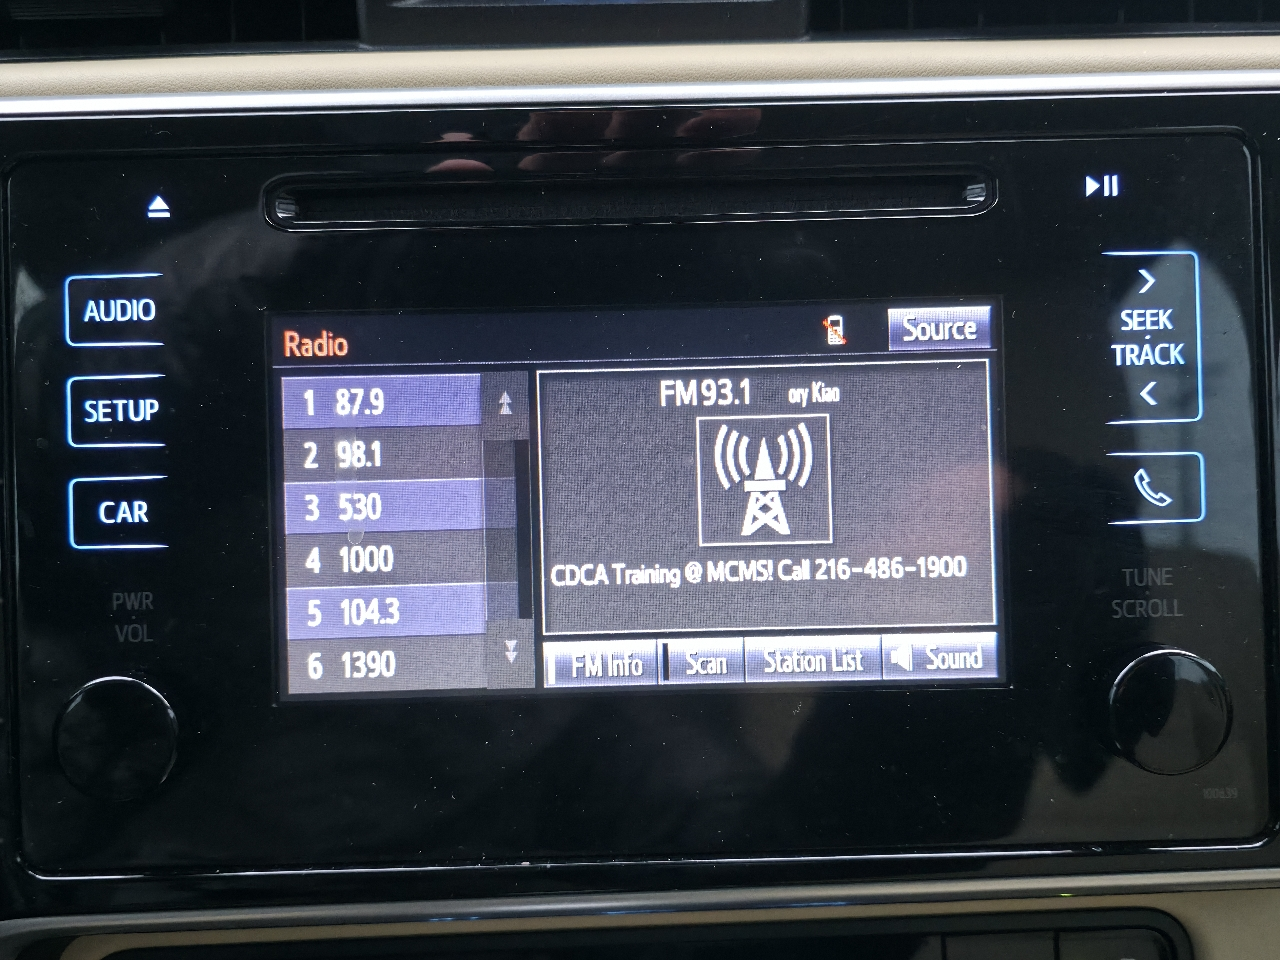 AUDIO
SETUP
CAR
PWR
VOL
Radio
Source
1 87.9
2 98.1
3 530
4 1000
5 104.3
6 1390
FM 93.1 ory Kiao
CDCA Training @ MCMS! Call 216-486-1900
FM Info
Scan
Station List
Sound
> SEEK
TRACK <
TUNE
SCROLL